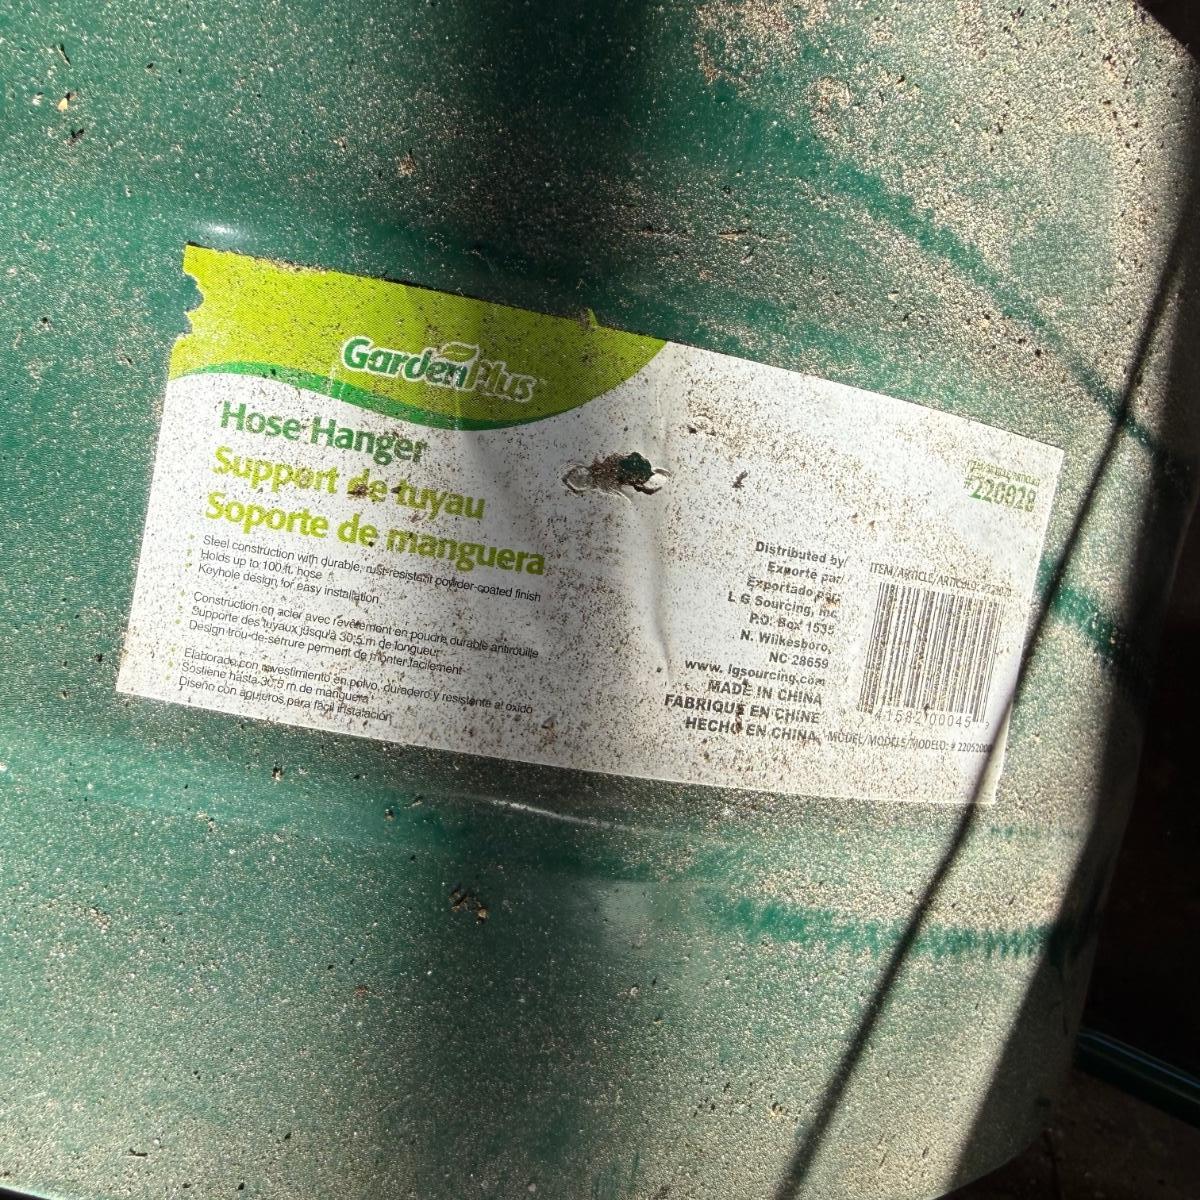 GardenPlus
Hose Hanger
Support de tuyau
Soporte de manguera
Steel construction with durable, rust-resistant powder-coated finish
Holds up to 100 ft. hose
Keyhole design for easy installation
Construction en acier avec revêtement en poudre durable antirouille
Supporte des tuyaux jusqu'à 30,5 m de longueur
Design trou-de-serrure perment de monter facilement
Elaborada con revestimiento en polvo, duradero y resistente al oxido
Sostiene hasta 30,5 m de manguera
Diseño con agujeros para fácil instalación
Distributed by/
Exporté par/
Exportado por
L G Sourcing, Inc
P.O. Box 1535
N. Wilkesboro,
NC 28659
www. lgsourcing.com
MADE IN CHINA
FABRIQUÉ EN CHINE
HECHO EN CHINA
ITEM/ARTICLE/ARTICULO
MODEL/MODÈLE/MODELO: # 22052000